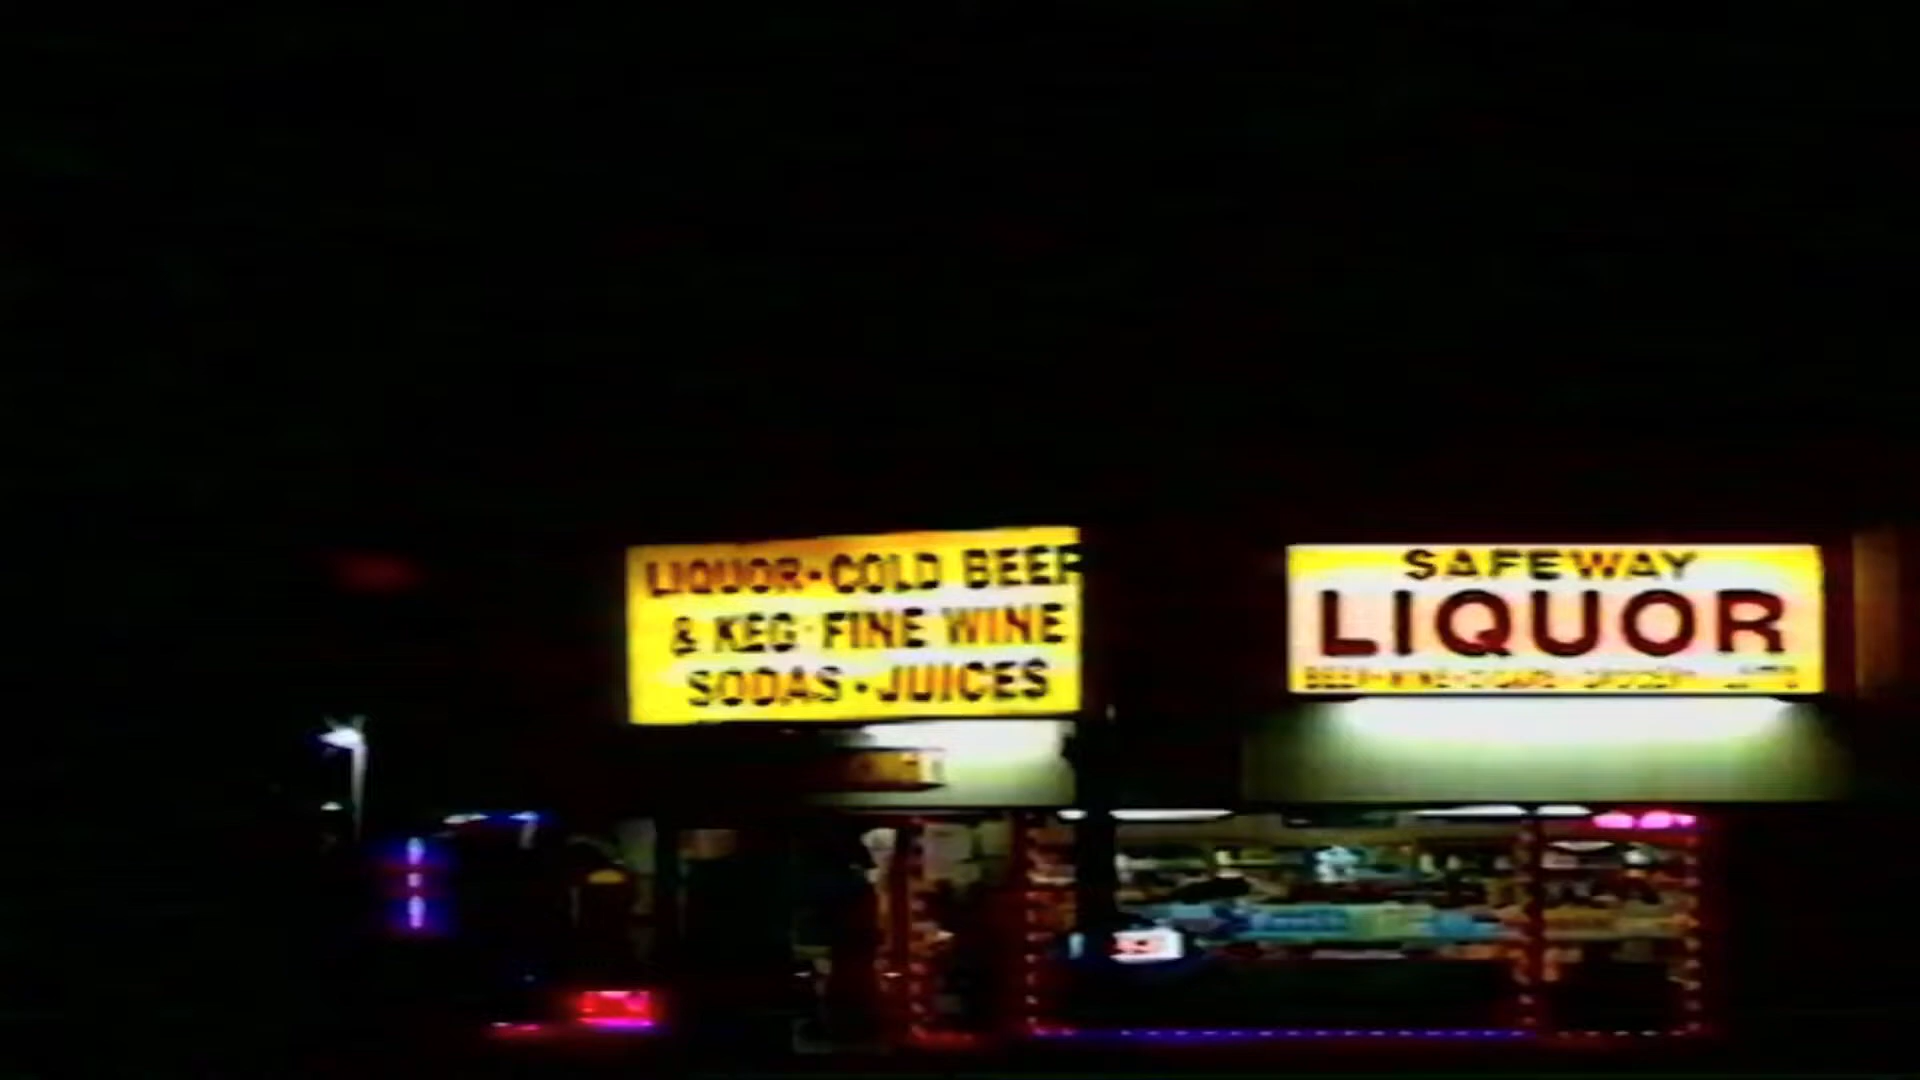 LIQUOR·COLD BEER
& KEG·FINE WINE
SODAS·JUICES
SAFEWAY
LIQUOR